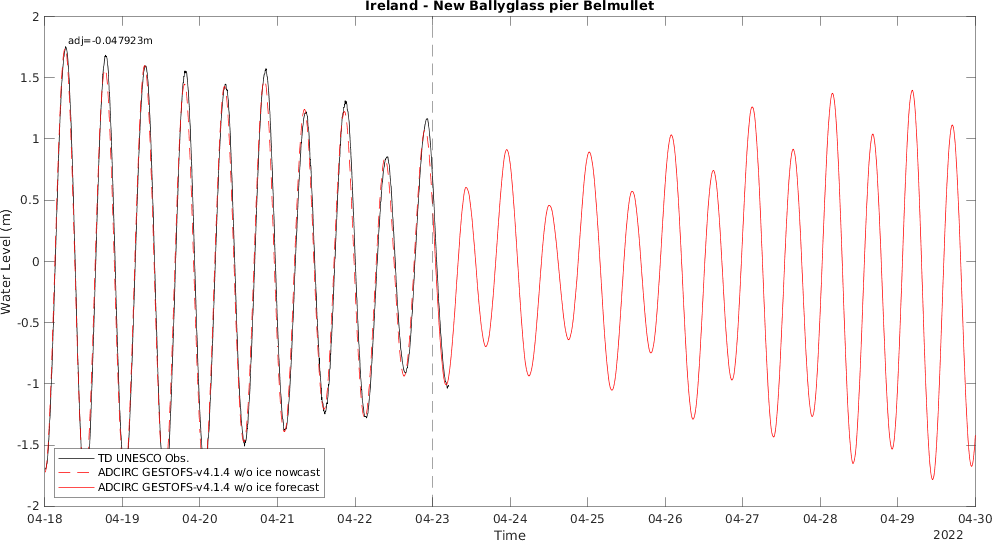 Ireland - New Ballyglass pier Belmullet
adj=-0.047923m
2
1.5
1
0.5
0
-0.5
-1
-1.5
-2
Water Level (m)
TD UNESCO Obs.
ADCIRC GESTOFS-v4.1.4 w/o ice nowcast
ADCIRC GESTOFS-v4.1.4 w/o ice forecast
04-18 04-19 04-20 04-21 04-22 04-23 04-24 04-25 04-26 04-27 04-28 04-29 04-30
Time
2022